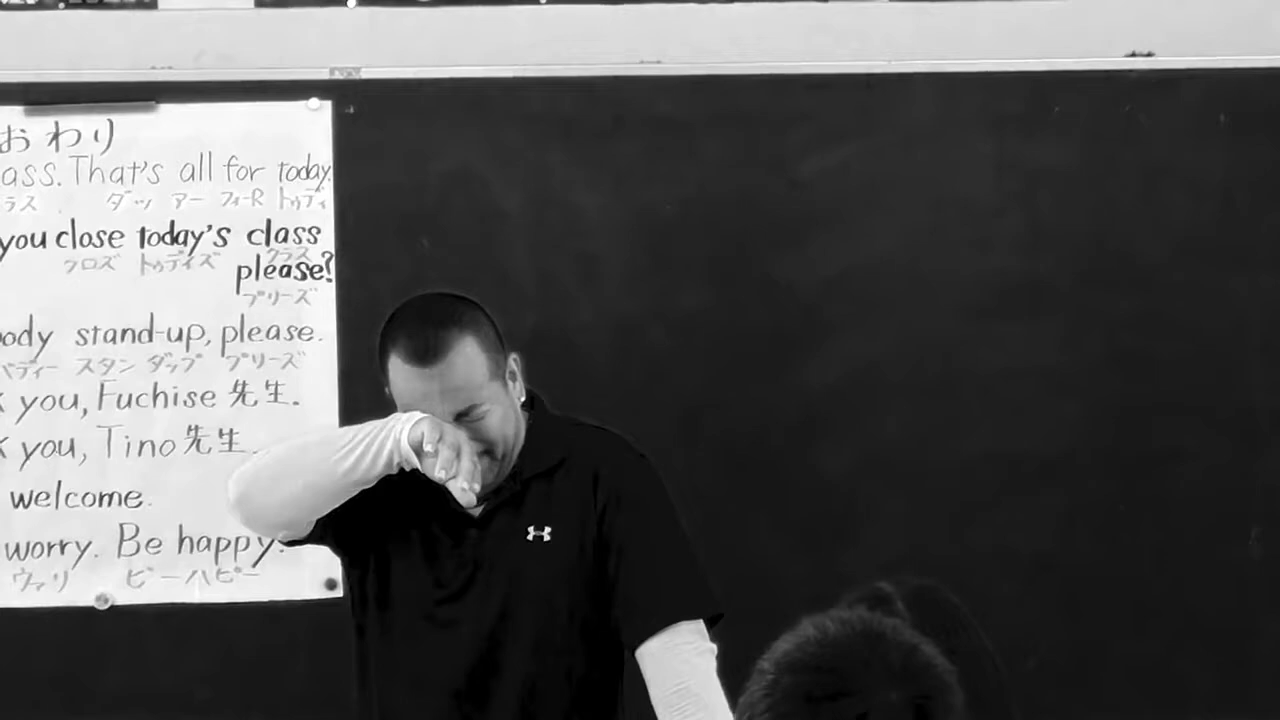 おわり
ass. That's all for today.
ラス ダッ アー フォーR トゥディ
you close today's class
クロズ トゥデイズ クラス
please?
プリーズ
ody stand-up, please.
バディー スタン ダップ プリーズ
k you, Fuchise 先生.
k you, Tino 先生.
welcome.
worry. Be happy.
ウァリ ビーハピー